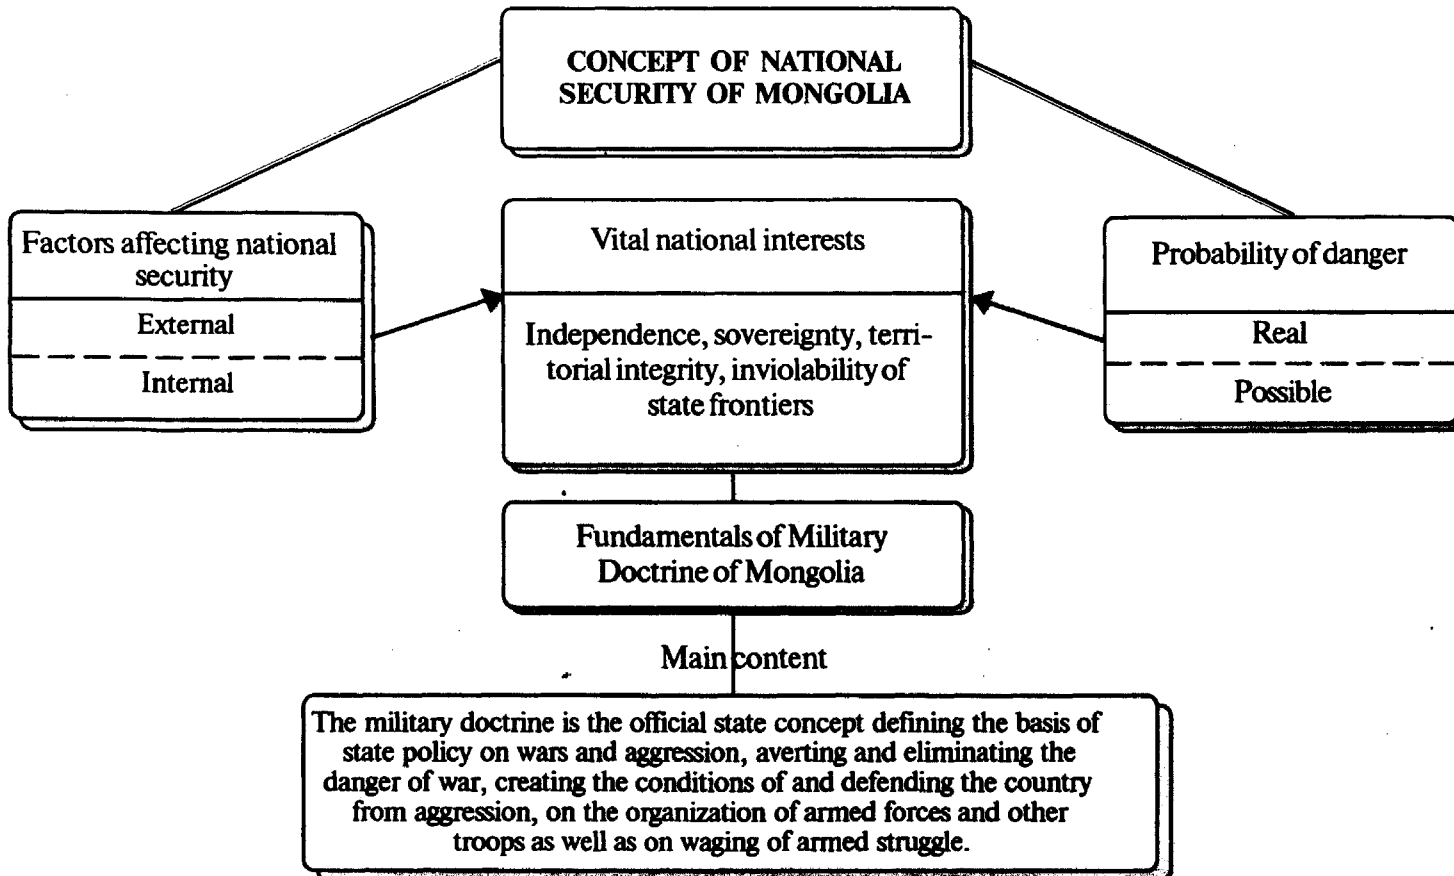 CONCEPT OF NATIONAL
SECURITY OF MONGOLIA
Factors affecting national
security
External
Internal
Vital national interests
Independence, sovereignty, terri-
torial integrity, inviolability of
state frontiers
Probability of danger
Real
Possible
Fundamentals of Military
Doctrine of Mongolia
Main content
The military doctrine is the official state concept defining the basis of
state policy on wars and aggression, averting and eliminating the
danger of war, creating the conditions of and defending the country
from aggression, on the organization of armed forces and other
troops as well as on waging of armed struggle.